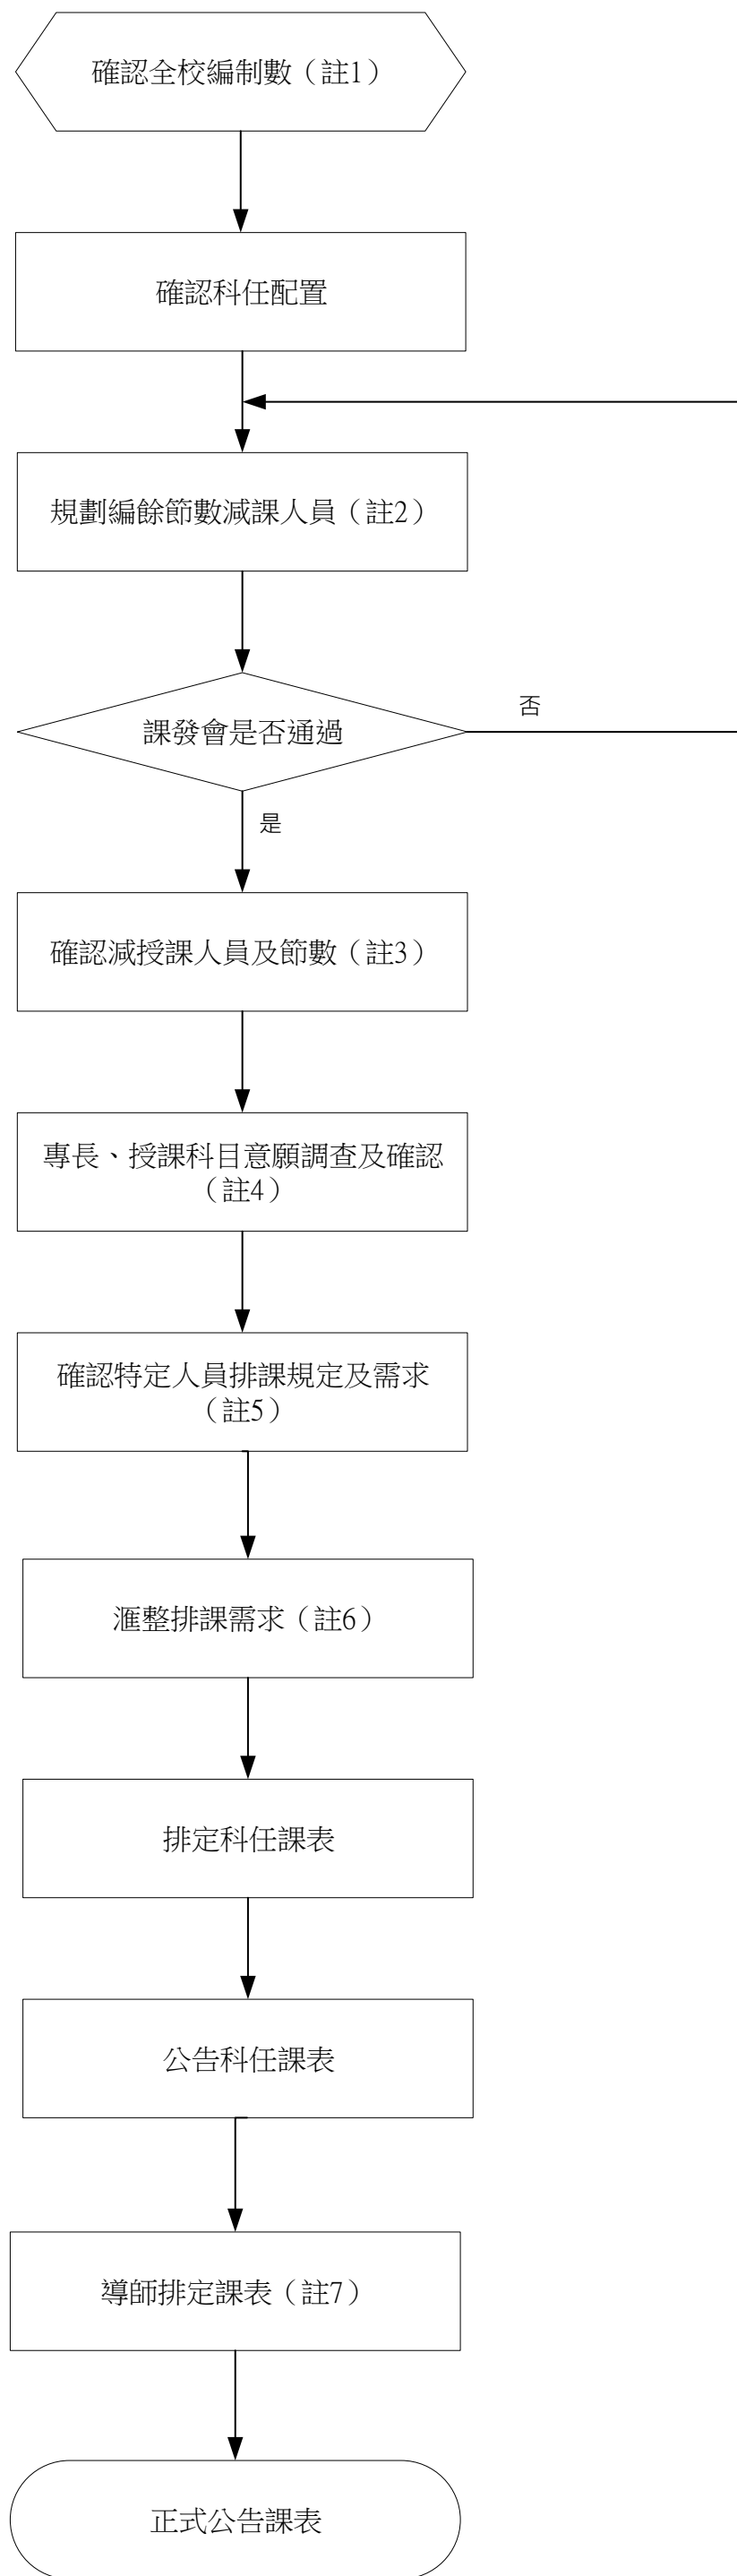 確認全校編制數（註1）
確認科任配置
規劃編餘節數減課人員（註2）
課發會是否通過
否
是
確認減授課人員及節數（註3）
專長、授課科目意願調查及確認
（註4）
確認特定人員排課規定及需求
（註5）
滙整排課需求（註6）
排定科任課表
公告科任課表
導師排定課表（註7）
正式公告課表